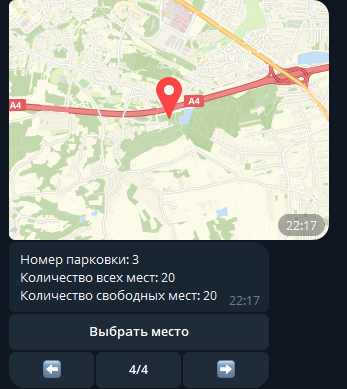 A4
A4
22:17
Номер парковки: 3
Количество всех мест: 20
Количество свободных мест: 20
22:17
Выбрать место
4/4